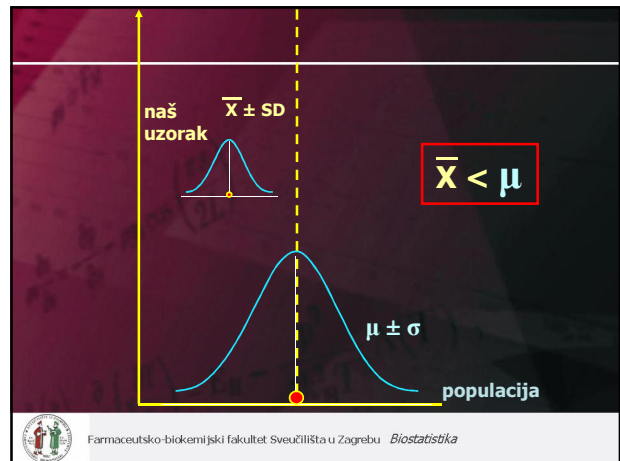 naš
uzorak
x̅ ± SD
x̅ < μ
μ ± σ
populacija
Farmaceutsko-biokemijski fakultet Sveučilišta u Zagrebu Biostatistika